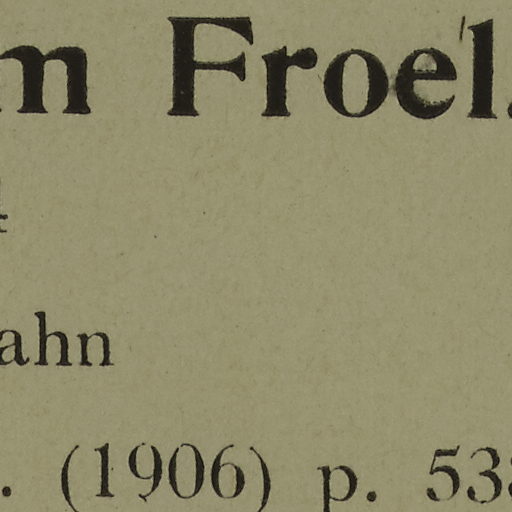 m Froel.
ahn
. (1906) p. 53